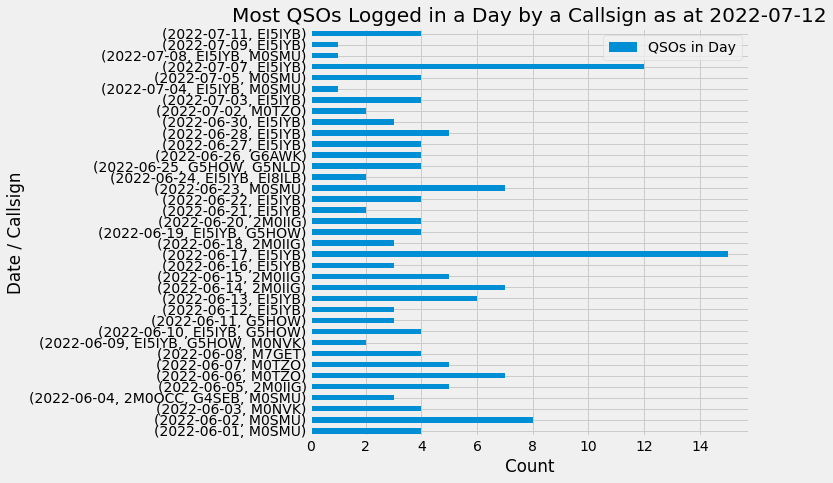 Most QSOs Logged in a Day by a Callsign as at 2022-07-12
QSOs in Day
Date / Callsign
(2022-07-11, EI5IYB)
(2022-07-09, EI5IYB)
(2022-07-08, EI5IYB, M0SMU)
(2022-07-07, EI5IYB)
(2022-07-05, M0SMU)
(2022-07-04, EI5IYB, M0SMU)
(2022-07-03, EI5IYB)
(2022-07-02, M0TZO)
(2022-06-30, EI5IYB)
(2022-06-28, EI5IYB)
(2022-06-27, EI5IYB)
(2022-06-26, G6AWK)
(2022-06-25, G5HOW, G5NLD)
(2022-06-24, EI5IYB, EI8ILB)
(2022-06-23, M0SMU)
(2022-06-22, EI5IYB)
(2022-06-21, EI5IYB)
(2022-06-20, 2M0IIG)
(2022-06-19, EI5IYB, G5HOW)
(2022-06-18, 2M0IIG)
(2022-06-17, EI5IYB)
(2022-06-16, EI5IYB)
(2022-06-15, 2M0IIG)
(2022-06-14, 2M0IIG)
(2022-06-13, EI5IYB)
(2022-06-12, EI5IYB)
(2022-06-11, G5HOW)
(2022-06-10, EI5IYB, G5HOW)
(2022-06-09, EI5IYB, G5HOW, M0NVK)
(2022-06-08, M7GET)
(2022-06-07, M0TZO)
(2022-06-06, M0TZO)
(2022-06-05, 2M0IIG)
(2022-06-04, 2M0OCC, G4SEB, M0SMU)
(2022-06-03, M0NVK)
(2022-06-02, M0SMU)
(2022-06-01, M0SMU)
0 2 4 6 8 10 12 14
Count